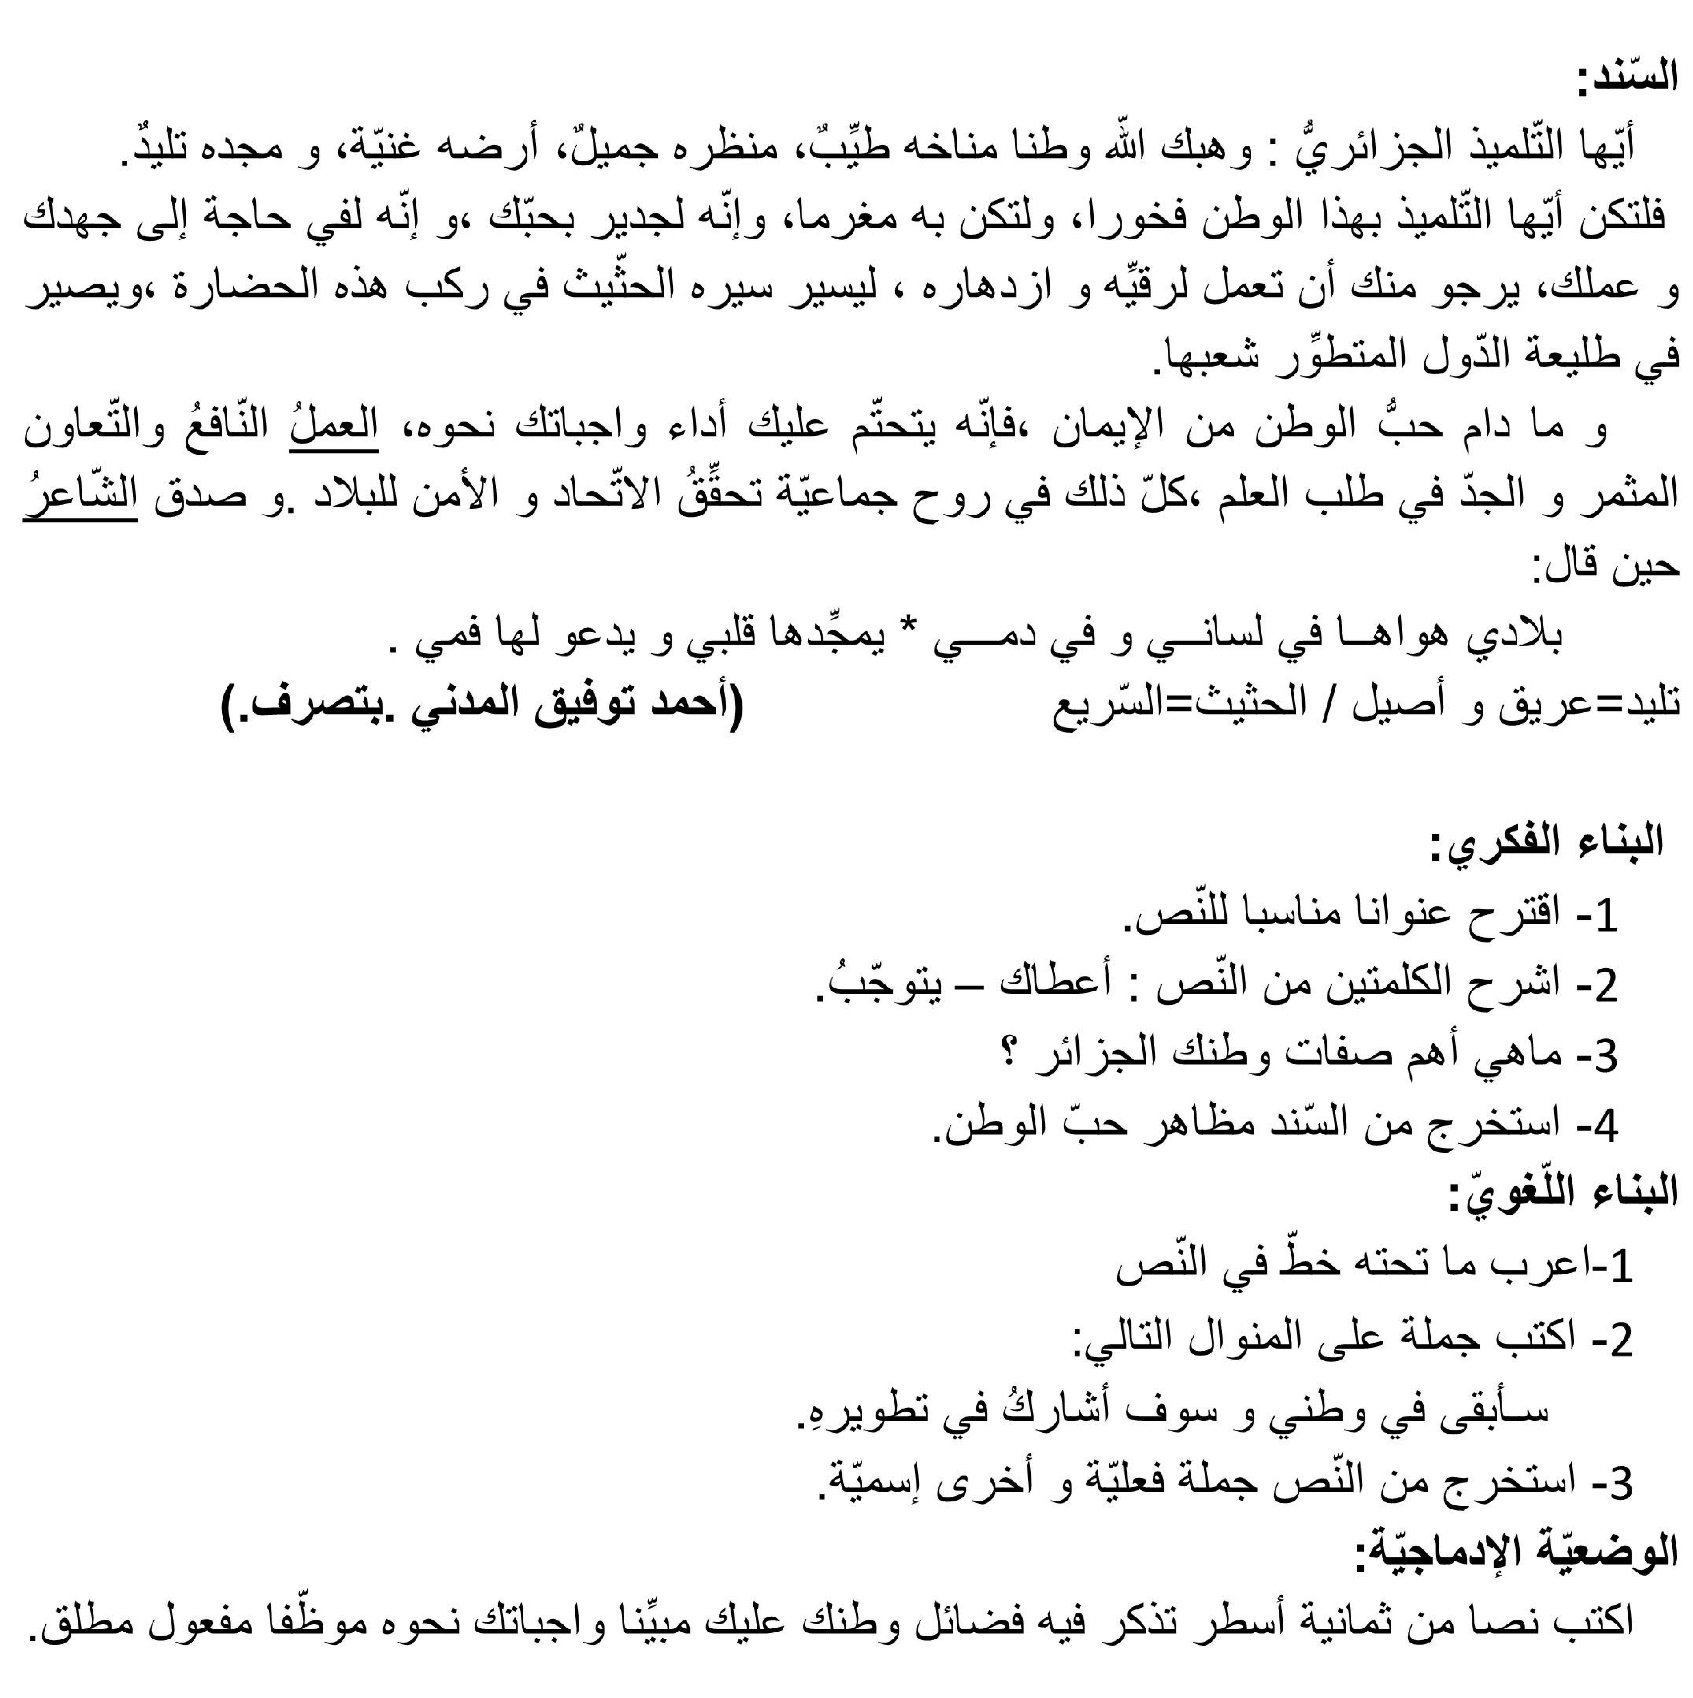 السّند:
أيّها التّلميذ الجزائريُّ : وهبك الله وطنا مناخه طيِّبٌ، منظره جميلٌ، أرضه غنيّة، و مجده تليدٌ.
فلتكن أيّها التّلميذ بهذا الوطن فخورا، ولتكن به مغرما، وإنّه لجدير بحبّك ،و إنّه لفي حاجة إلى جهدك
و عملك، يرجو منك أن تعمل لرقيِّه و ازدهاره ، ليسير سيره الحثّيث في ركب هذه الحضارة ،ويصير
في طليعة الدّول المتطوِّر شعبها.
و ما دام حبُّ الوطن من الإيمان ،فإنّه يتحتّم عليك أداء واجباتك نحوه، العملُ النّافعُ والتّعاون
المثمر و الجدّ في طلب العلم ،كلّ ذلك في روح جماعيّة تحقِّقُ الاتّحاد و الأمن للبلاد .و صدق الشّاعرُ
حين قال:
بلادي هواهــا في لسانــي و في دمــــي * يمجِّدها قلبي و يدعو لها فمي .
تليد=عريق و أصيل / الحثيث=السّريع (أحمد توفيق المدني .بتصرف.)
البناء الفكري:
1- اقترح عنوانا مناسبا للنّص.
2- اشرح الكلمتين من النّص : أعطاك – يتوجّبُ.
3- ماهي أهم صفات وطنك الجزائر ؟
4- استخرج من السّند مظاهر حبّ الوطن.
البناء اللّغويّ:
1-اعرب ما تحته خطّ في النّص
2- اكتب جملة على المنوال التالي:
سـأبقى في وطني و سوف أشاركُ في تطويرهِ.
3- استخرج من النّص جملة فعليّة و أخرى إسميّة.
الوضعيّة الإدماجيّة:
اكتب نصا من ثمانية أسطر تذكر فيه فضائل وطنك عليك مبيِّنا واجباتك نحوه موظّفا مفعول مطلق.